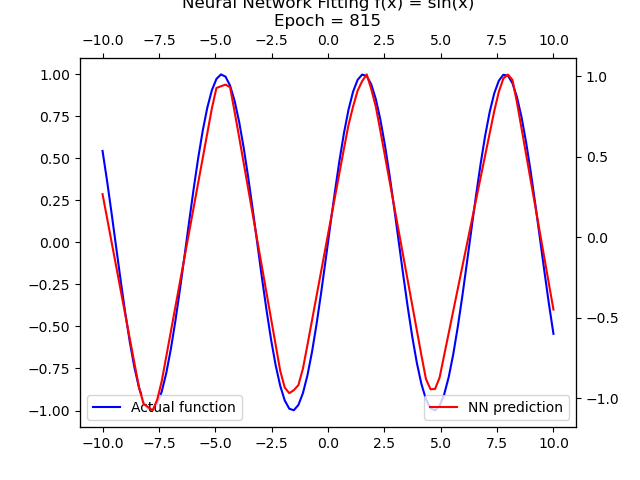 Neural Network Fitting f(x) = sin(x)
Epoch = 815
−10.0 −7.5 −5.0 −2.5 0.0 2.5 5.0 7.5 10.0
1.00
0.75
0.50
0.25
0.00
−0.25
−0.50
−0.75
−1.00
1.0
0.5
0.0
−0.5
−1.0
Actual function
NN prediction
−10.0 −7.5 −5.0 −2.5 0.0 2.5 5.0 7.5 10.0